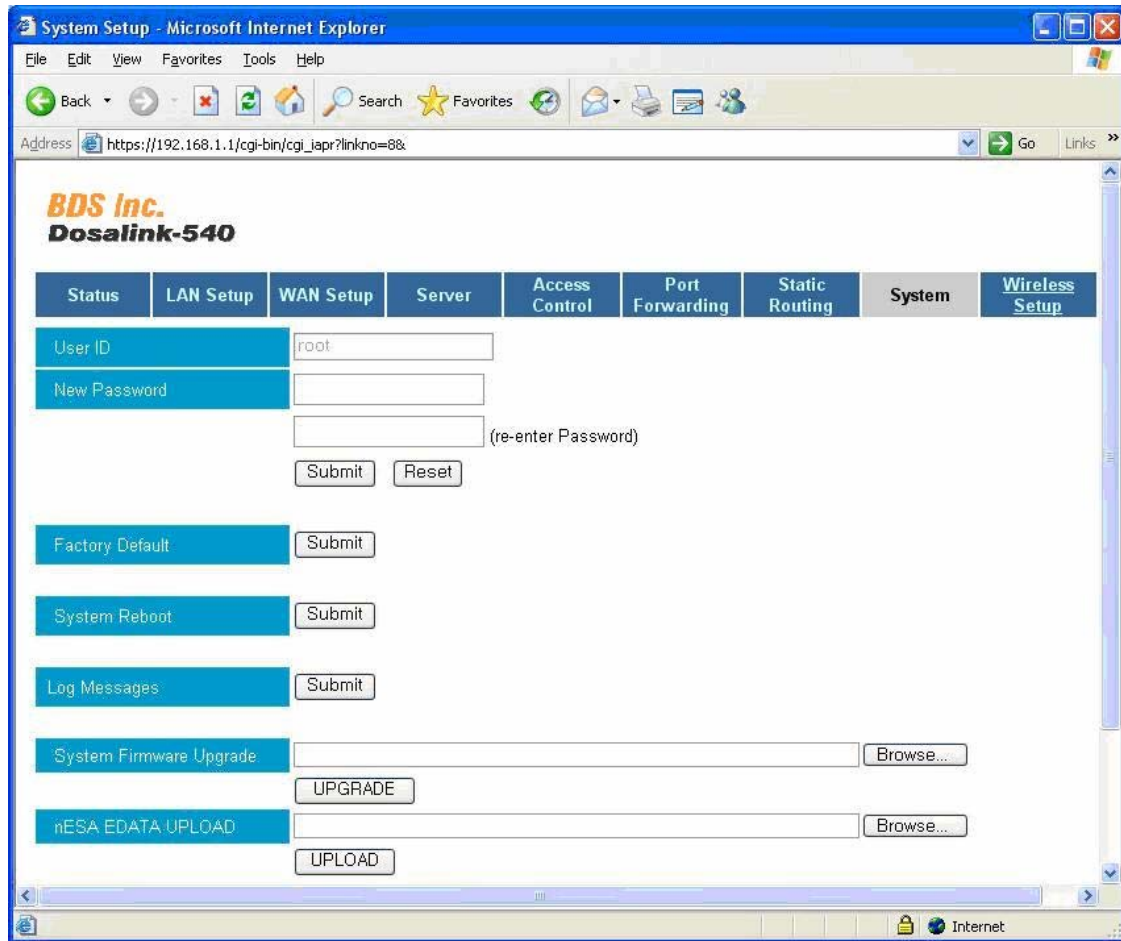 System Setup - Microsoft Internet Explorer
File Edit View Favorites Tools Help
Back Search Favorites
Address https://192.168.1.1/cgi-bin/cgi_iapr?linkno=8& Go Links »
BDS Inc.
Dosalink-540
Status LAN Setup WAN Setup Server Access Control Port Forwarding Static Routing System Wireless Setup
User ID root
New Password
(re-enter Password)
Submit Reset
Factory Default Submit
System Reboot Submit
Log Messages Submit
System Firmware Upgrade Browse...
UPGRADE
nESA EDATA UPLOAD Browse...
UPLOAD
Internet